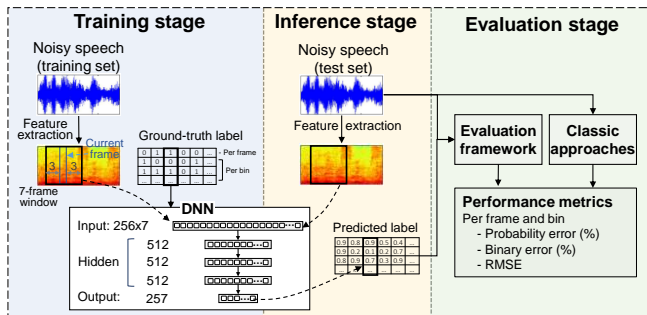 Training stage
Inference stage
Evaluation stage
Noisy speech
(training set)
Feature
extraction
Current
frame
3 3
7-frame
window
Ground-truth label
0 1 1 0 0 ...
1 0 0 0 1 ...
1 1 1 0 1 ...
... ... ... ... ...
- Per frame
Per bin
DNN
Input: 256x7
Hidden
512
512
512
Output: 257
Noisy speech
(test set)
Feature extraction
Predicted label
0.9 0.8 0.9 0.5 0.4 ...
0.9 0.2 0.1 0.2 0.7 ...
0.8 0.9 0.7 0.3 0.9 ...
... ... ... ... ...
Evaluation
framework
Classic
approaches
Performance metrics
Per frame and bin
- Probability error (%)
- Binary error (%)
- RMSE